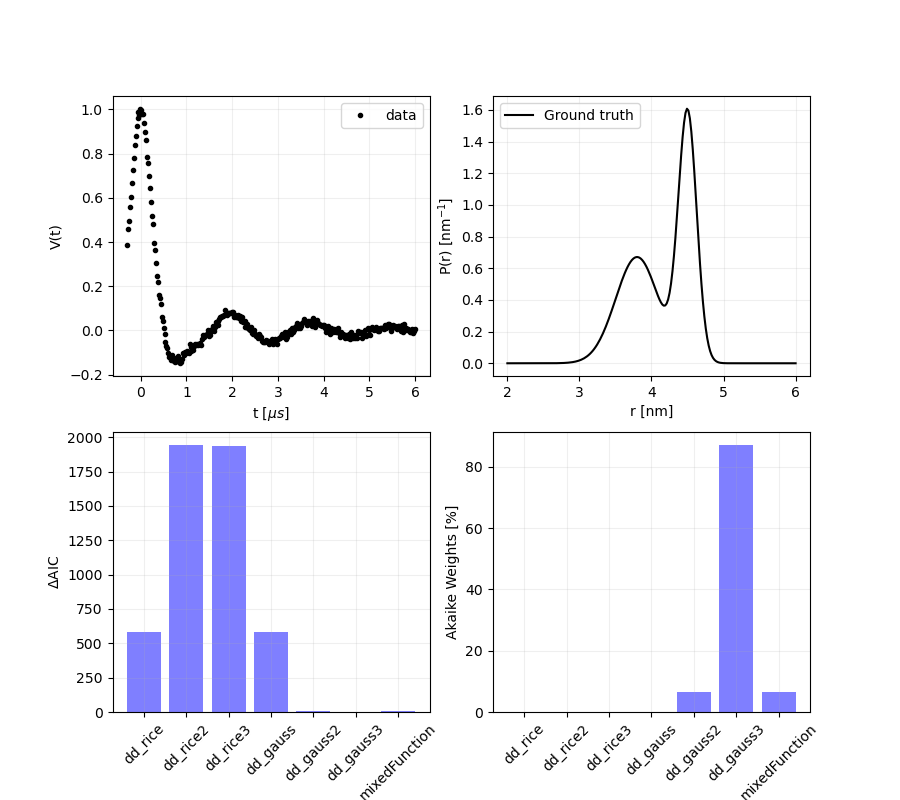 1.0
0.8
0.6
0.4
0.2
0.0
−0.2
V(t)
data
0 1 2 3 4 5 6
t [μs]
1.6
1.4
1.2
1.0
0.8
0.6
0.4
0.2
0.0
P(r) [nm⁻¹]
Ground truth
2 3 4 5 6
r [nm]
2000
1750
1500
1250
1000
750
500
250
0
ΔAIC
dd_rice
dd_rice2
dd_rice3
dd_gauss
dd_gauss2
dd_gauss3
mixedFunction
80
60
40
20
0
Akaike Weights [%]
dd_rice
dd_rice2
dd_rice3
dd_gauss
dd_gauss2
dd_gauss3
mixedFunction